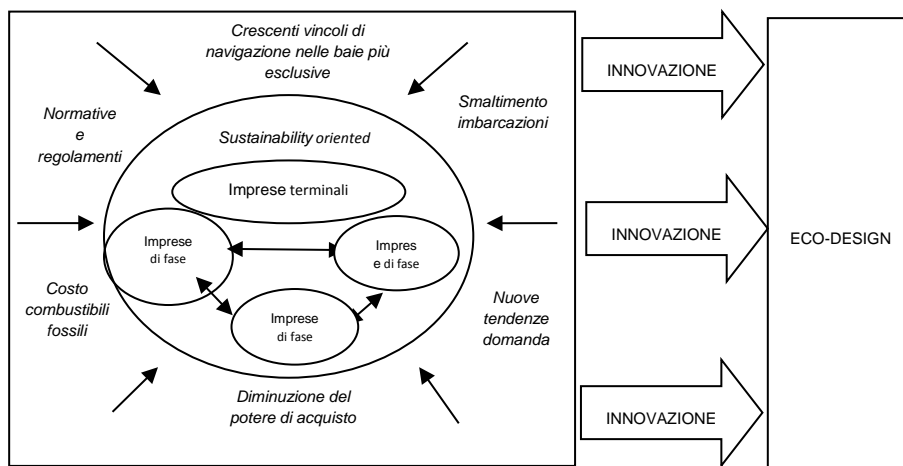 Crescenti vincoli di
navigazione nelle baie più
esclusive
Normative
e
regolamenti
Smaltimento
imbarcazioni
Sustainability oriented
Imprese terminali
Imprese
di fase
Impres
e di fase
Imprese
di fase
Costo
combustibili
fossili
Nuove
tendenze
domanda
Diminuzione del
potere di acquisto
INNOVAZIONE
INNOVAZIONE
INNOVAZIONE
ECO-DESIGN